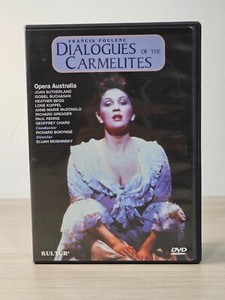 FRANCIS POULENC
DIALOGUES OF THE
CARMELITES
Opera Australia
JOAN SUTHERLAND
ISOBEL BUCHANAN
HEATHER BEGG
LONE KOPPEL
ANNE-MARIE McDONALD
RICHARD GREAGER
PAUL FERRIS
GEOFFREY CHARD
Conductor
RICHARD BONYNGE
Director
ELIJAH MOSHINSKY
KULTUR
DVD